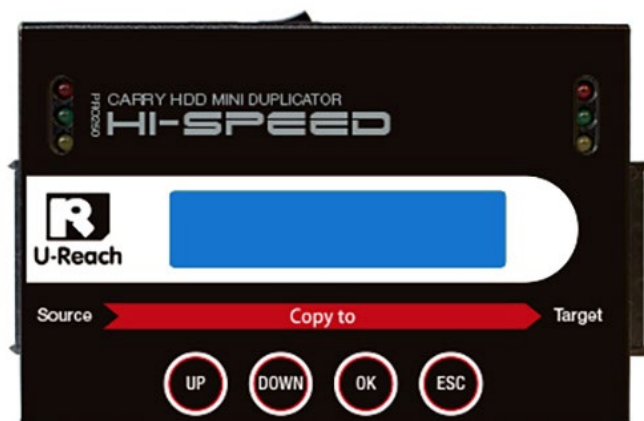 CARRY HDD MINI DUPLICATOR
PRO250
HI-SPEED
U-Reach
Source
Copy to
Target
UP
DOWN
OK
ESC